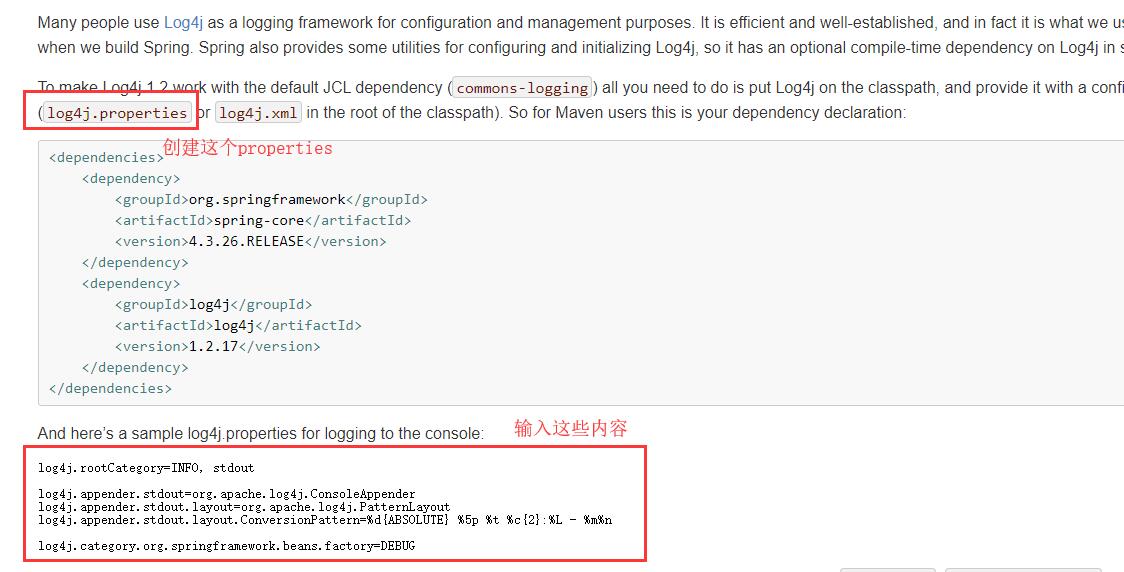 Many people use Log4j as a logging framework for configuration and management purposes. It is efficient and well-established, and in fact it is what we
when we build Spring. Spring also provides some utilities for configuring and initializing Log4j, so it has an optional compile-time dependency on Log4j in
To make Log4j 1.2 work with the default JCL dependency (commons-logging) all you need to do is put Log4j on the classpath, and provide it with a
(log4j.properties or log4j.xml in the root of the classpath). So for Maven users this is your dependency declaration:
创建这个properties
<dependencies>
    <dependency>
        <groupId>org.springframework</groupId>
        <artifactId>spring-core</artifactId>
        <version>4.3.26.RELEASE</version>
    </dependency>
    <dependency>
        <groupId>log4j</groupId>
        <artifactId>log4j</artifactId>
        <version>1.2.17</version>
    </dependency>
</dependencies>
And here’s a sample log4j.properties for logging to the console:
输入这些内容
log4j.rootCategory=INFO, stdout
log4j.appender.stdout=org.apache.log4j.ConsoleAppender
log4j.appender.stdout.layout=org.apache.log4j.PatternLayout
log4j.appender.stdout.layout.ConversionPattern=%d{ABSOLUTE} %5p %t %c{2}:%L - %m%n
log4j.category.org.springframework.beans.factory=DEBUG